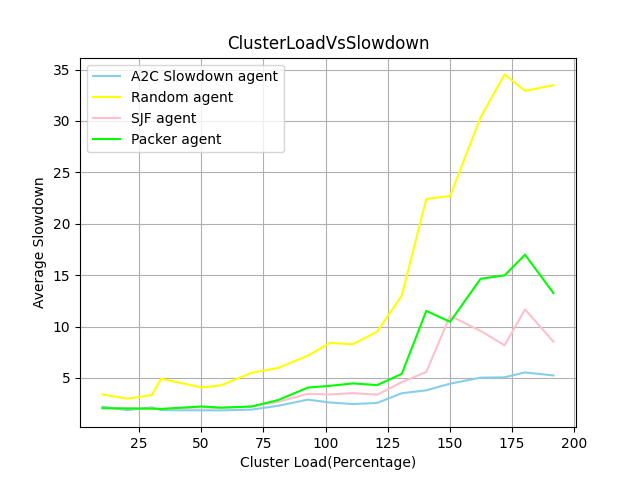 ClusterLoadVsSlowdown
A2C Slowdown agent
Random agent
SJF agent
Packer agent
35
30
25
20
15
10
5
Average Slowdown
25 50 75 100 125 150 175 200
Cluster Load(Percentage)